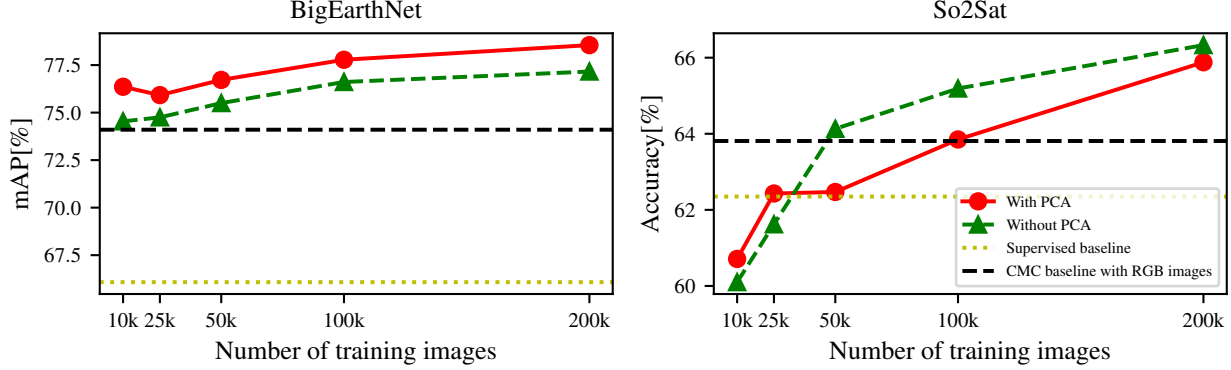 BigEarthNet
mAP[%]
77.5
75.0
72.5
70.0
67.5
10k 25k 50k 100k 200k
Number of training images
So2Sat
Accuracy[%]
66
64
62
60
With PCA
Without PCA
Supervised baseline
CMC baseline with RGB images
10k 25k 50k 100k 200k
Number of training images